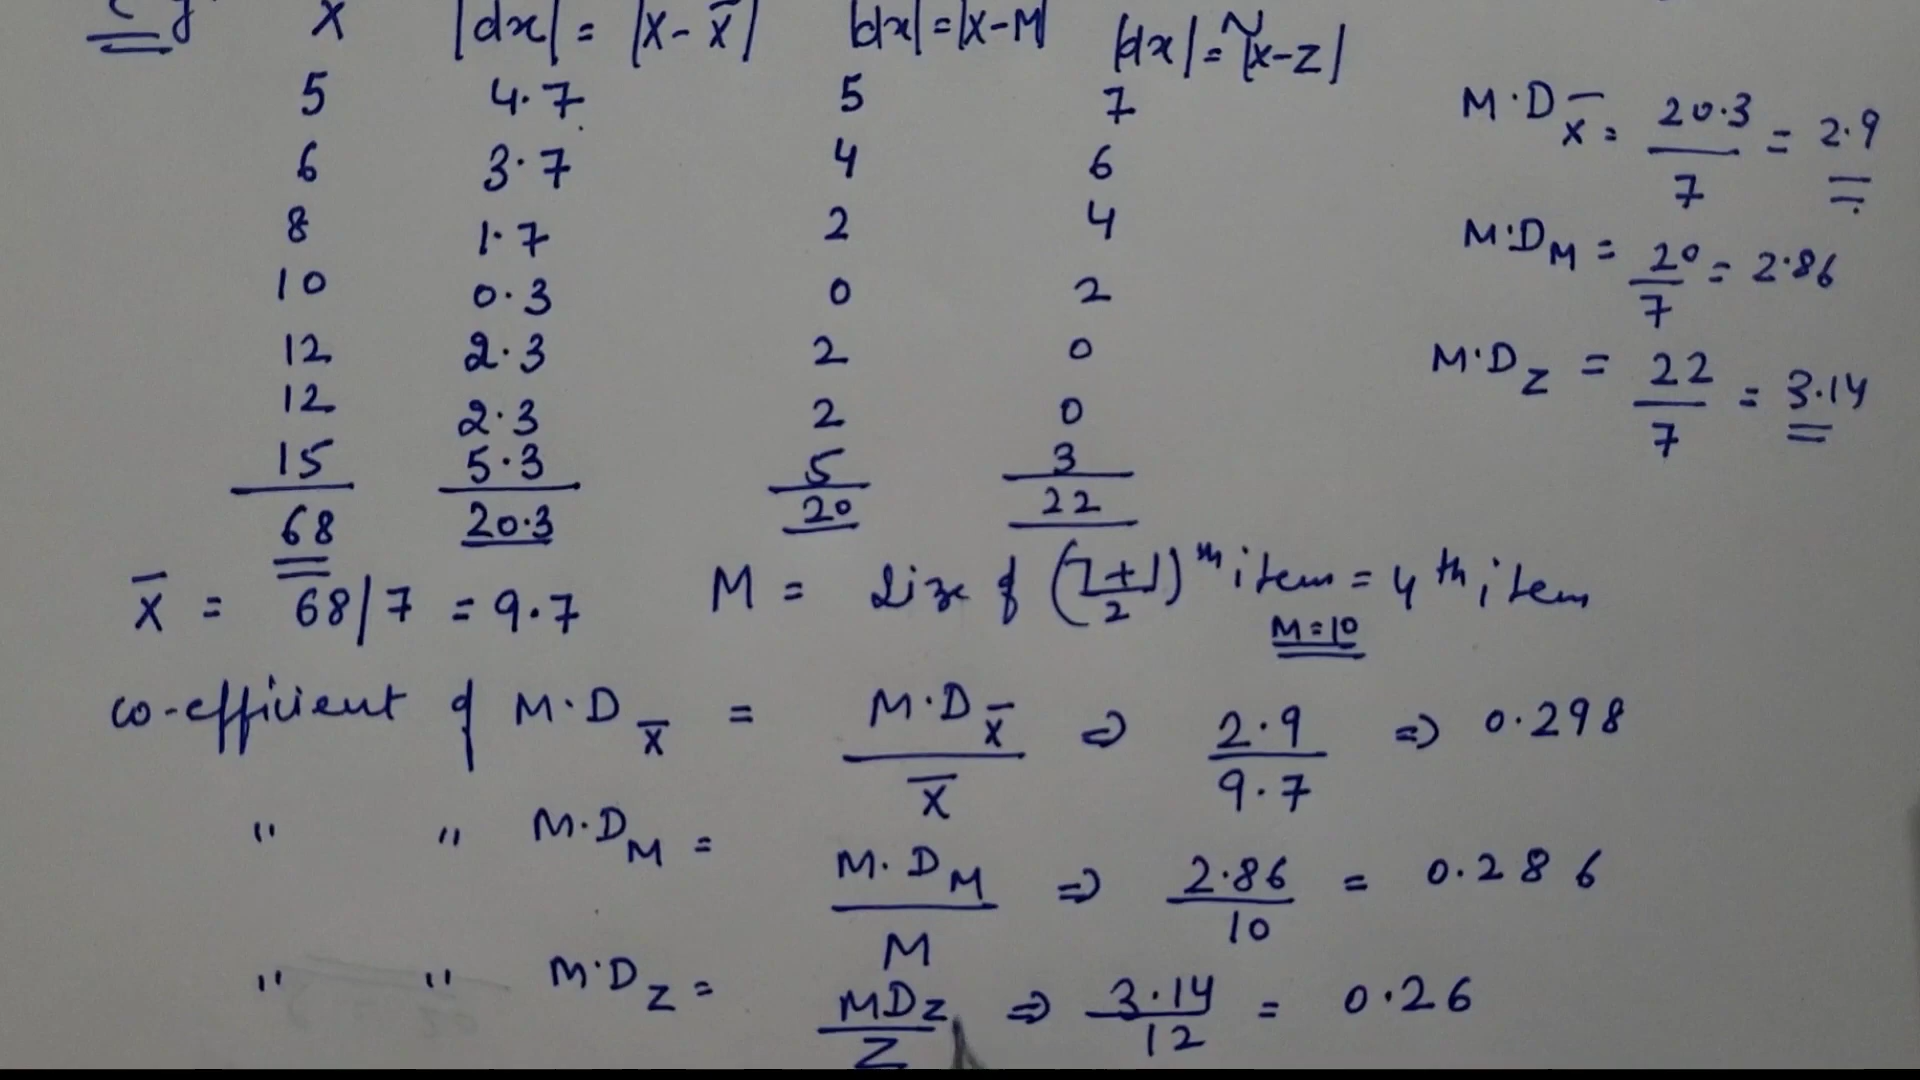 Eg X |dx| = |X - X̄| |dx| = |X - M| |dx| = |X - Z|
5 4.7 5 7
6 3.7 4 6
8 1.7 2 4
10 0.3 0 2
12 2.3 2 0
12 2.3 2 0
15 5.3 5 3
68 20.3 20 22
M.D X̄ = 20.3/7 = 2.9
M.D M = 20/7 = 2.86
M.D Z = 22/7 = 3.14
X̄ = 68/7 = 9.7
M = Size of (7+1/2)th item = 4th item
M = 10
co-efficient of M.D X̄ = M.D X̄/X̄ ⇒ 2.9/9.7 ⇒ 0.298
" " M.D M = M.D M/M ⇒ 2.86/10 = 0.286
" " M.D Z = MD Z/Z ⇒ 3.14/12 = 0.26